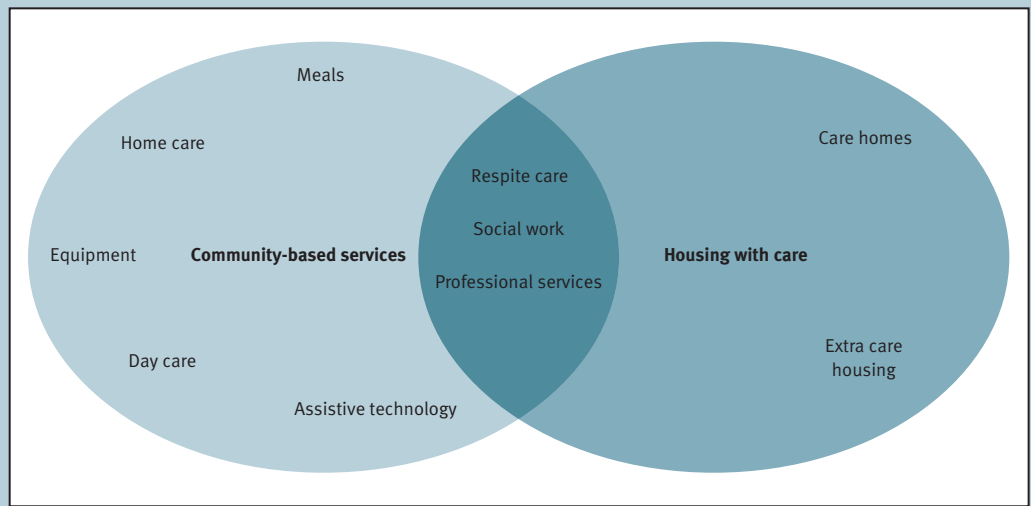 Meals
Home care
Care homes
Respite care
Social work
Equipment
Community-based services
Housing with care
Professional services
Day care
Extra care
housing
Assistive technology